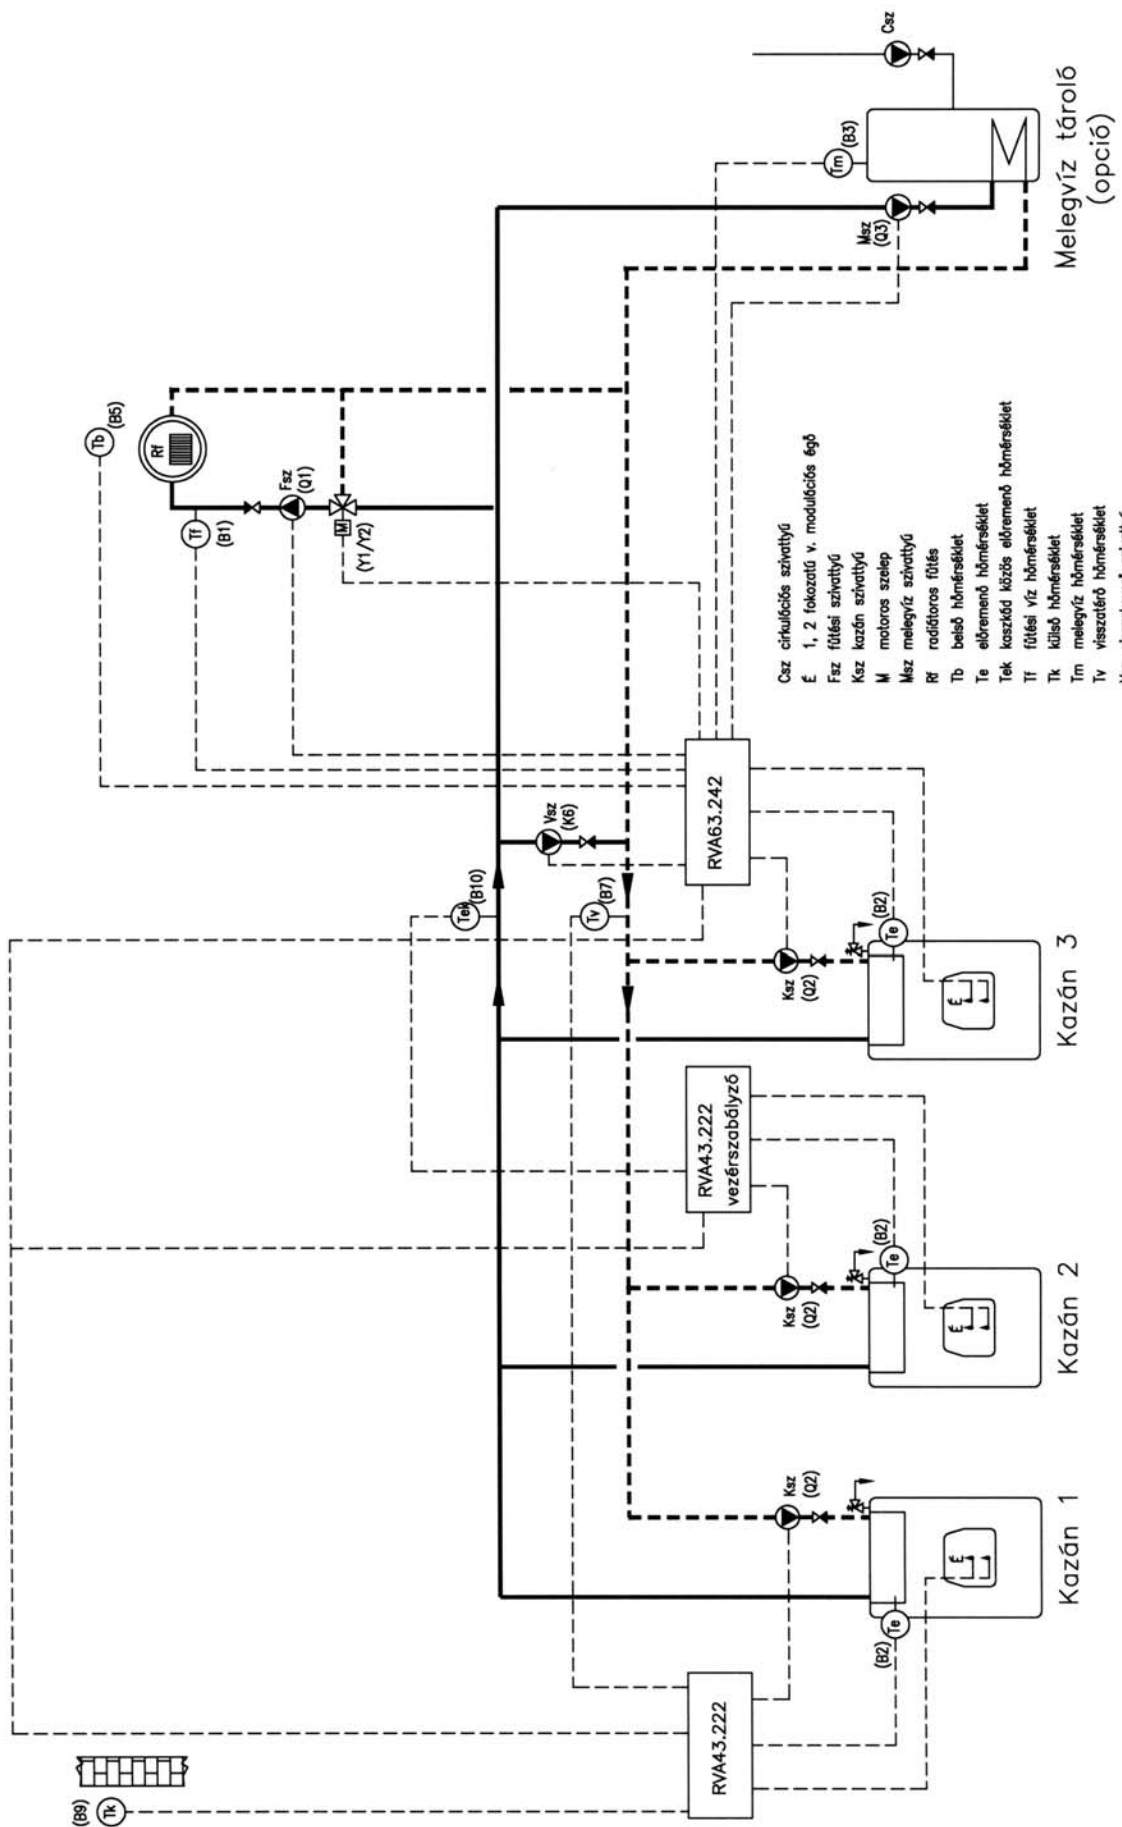 (B9)
Tk
RVA43.222
(B2)
Te
É
Kazán 1
Ksz
(Q2)
RVA43.222
vezérszabályzó
Ksz
(Q2)
Te
(B2)
É
Kazán 2
Tek
(B10)
Tv
(B7)
Vsz
(K6)
RVA63.242
Ksz
(Q2)
Te
(B2)
É
Kazán 3
Tb
(B5)
Rf
Tf
(B1)
Fsz
(Q1)
M
(Y1/Y2)
Csz
Tm
(B3)
Msz
(Q3)
Melegvíz tároló
(opció)
Csz cirkulációs szivattyú
É 1, 2 fokozatú v. modulációs égő
Fsz fűtési szivattyú
Ksz kazán szivattyú
M motoros szelep
Msz melegvíz szivattyú
Rf radiátoros fűtés
Tb belső hőmérséklet
Te előremenő hőmérséklet
Tek kaszkád közös előremenő hőmérséklet
Tf fűtési víz hőmérséklet
Tk külső hőmérséklet
Tm melegvíz hőmérséklet
Tv visszatérő hőmérséklet